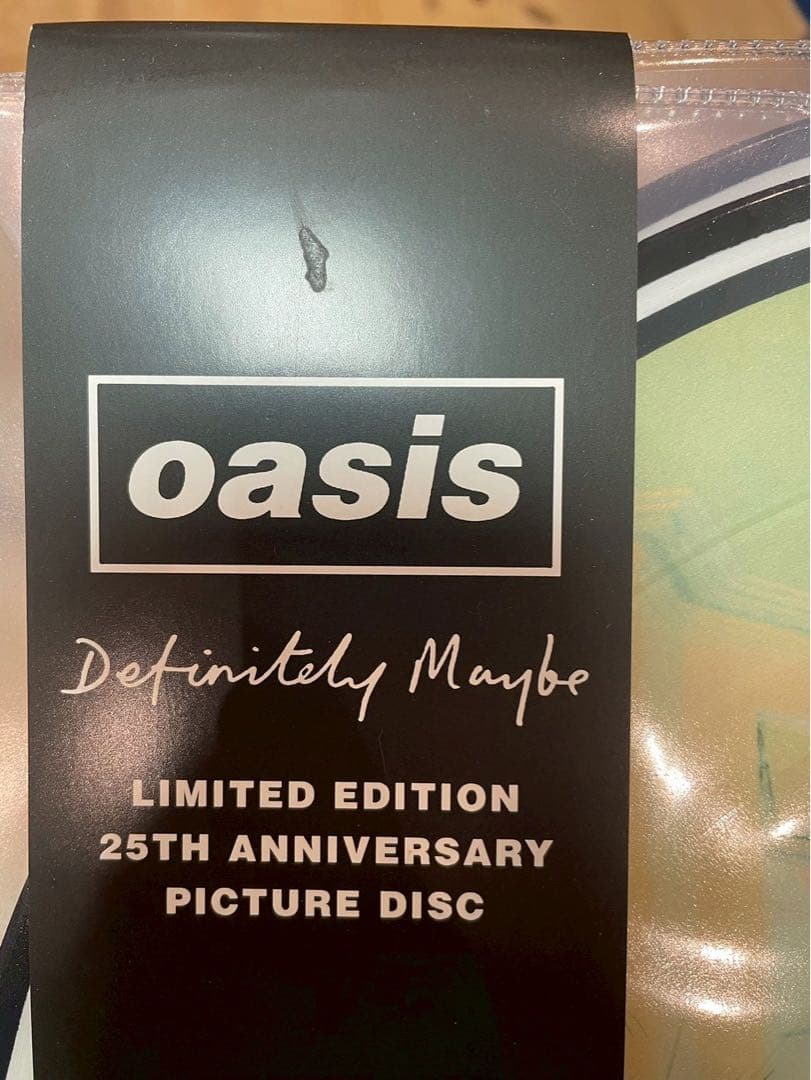 oasis
Definitely Maybe
LIMITED EDITION
25TH ANNIVERSARY
PICTURE DISC